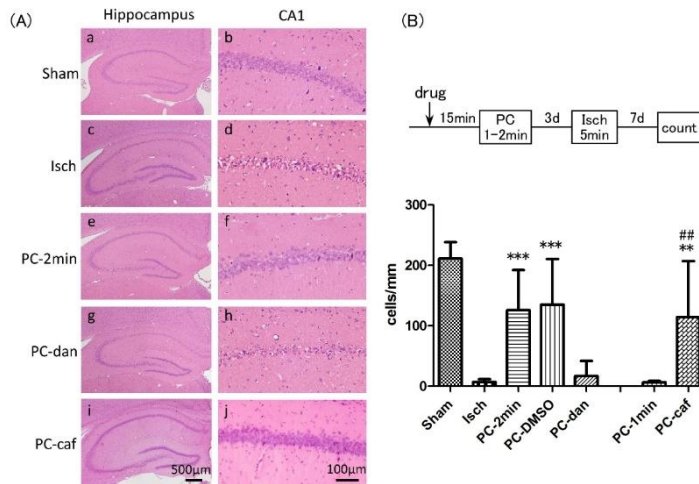 (A)
Hippocampus
CA1
Sham
a
b
Isch
c
d
PC-2min
e
f
PC-dan
g
h
PC-caf
i
j
500μm
100μm
(B)
drug
15min
PC
1-2min
3d
Isch
5min
7d
count
cells/mm
300
200
100
0
***
***
##
**
Sham
Isch
PC-2min
PC-DMSO
PC-dan
PC-1min
PC-caf